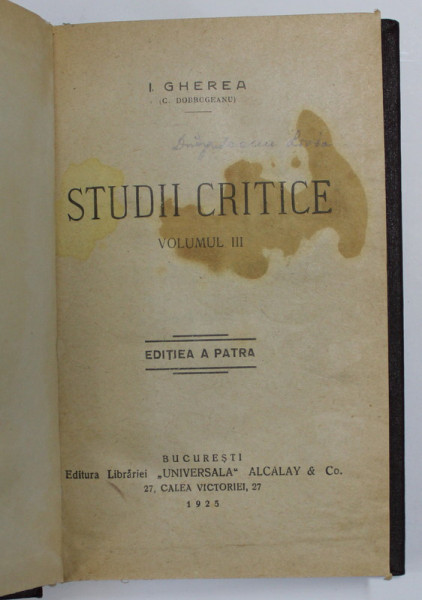 I. GHEREA
(C. DOBROGEANU)
STUDII CRITICE
VOLUMUL III
EDIȚIEA A PATRA
BUCUREȘTI
Editura Librăriei „UNIVERSALA“ ALCALAY & Co.
27, CALEA VICTORIEI, 27
1925